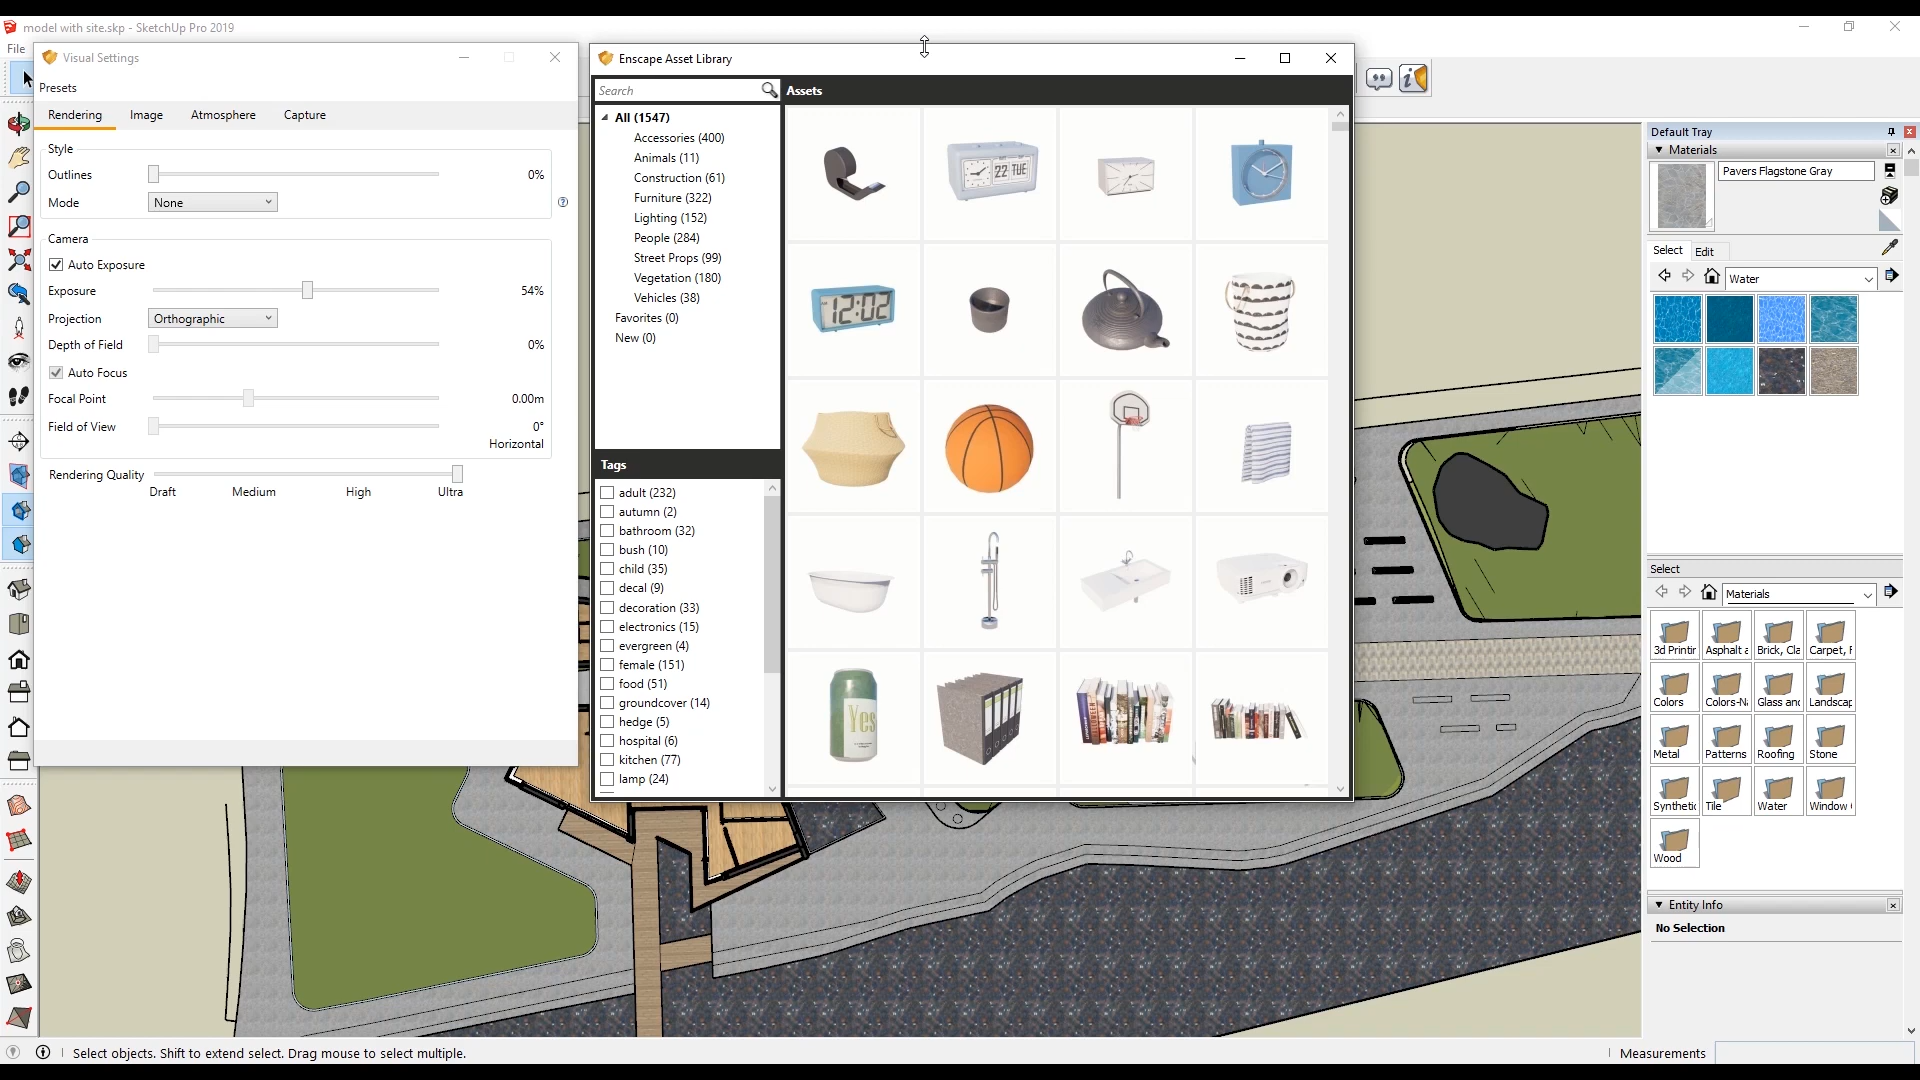 model with site.skp - SketchUp Pro 2019
File
Visual Settings
Presets
Rendering
Image
Atmosphere
Capture
Style
Outlines
0%
Mode
None
Camera
Auto Exposure
Exposure
54%
Projection
Orthographic
Depth of Field
0%
Auto Focus
Focal Point
0.00m
Field of View
0°
Horizontal
Rendering Quality
Draft
Medium
High
Ultra
Enscape Asset Library
Search
Assets
All (1547)
Accessories (400)
Animals (11)
Construction (61)
Furniture (322)
Lighting (152)
People (284)
Street Props (99)
Vegetation (180)
Vehicles (38)
Favorites (0)
New (0)
Tags
adult (232)
autumn (2)
bathroom (32)
bush (10)
child (35)
decal (9)
decoration (33)
electronics (15)
evergreen (4)
female (151)
food (51)
groundcover (14)
hedge (5)
hospital (6)
kitchen (77)
lamp (24)
22 TUE
12:02
Yes
Default Tray
Materials
Pavers Flagstone Gray
Select
Edit
Water
Select
Materials
3d Printir
Asphalt a
Brick, Cla
Carpet, F
Colors
Colors-Na
Glass and
Landscap
Metal
Patterns
Roofing
Stone
Synthetic
Tile
Water
Window (
Wood
Entity Info
No Selection
Select objects. Shift to extend select. Drag mouse to select multiple.
Measurements